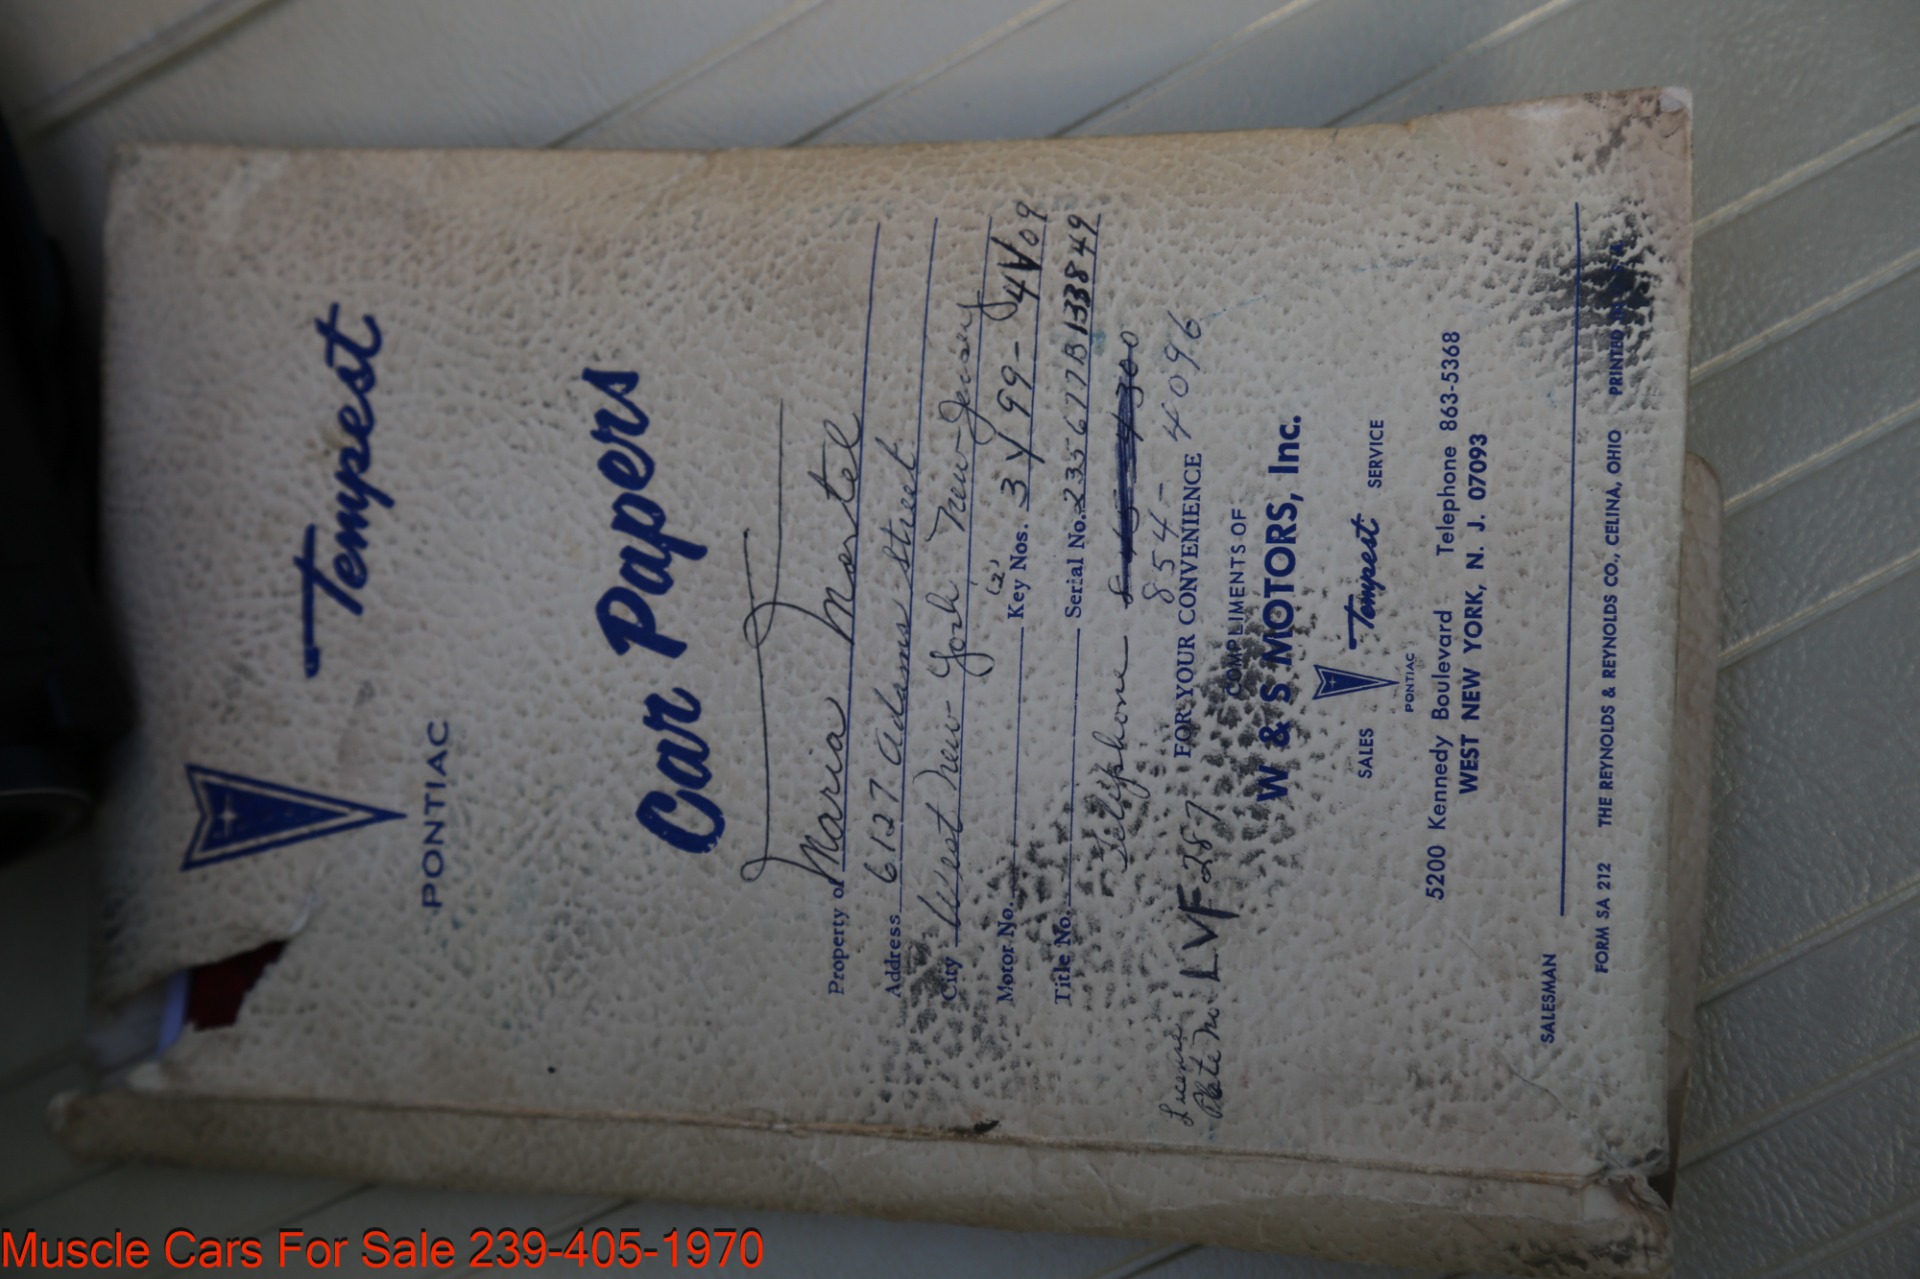 Tempest
PONTIAC
Car Papers
Property of Maria Martel
Address 6127 Adams Street
City West New York New Jersey
Motor No. (2) Key Nos. 3Y99-4V09
Title No. Serial No. 235677B133849
Telephone
854-4096
License
Plate No. LVF 287
FOR YOUR CONVENIENCE
COMPLIMENTS OF
W & S MOTORS, Inc.
SALES PONTIAC Tempest SERVICE
5200 Kennedy Boulevard Telephone 863-5368
WEST NEW YORK, N. J. 07093
SALESMAN
FORM SA 212 THE REYNOLDS & REYNOLDS CO., CELINA, OHIO PRINTED
Muscle Cars For Sale 239-405-1970